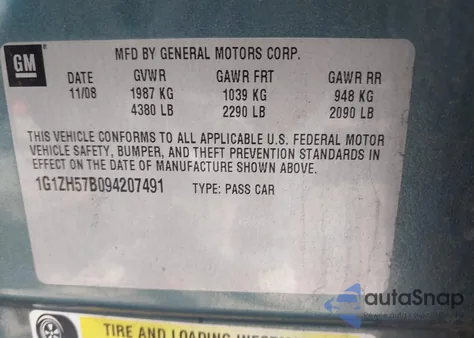 GM
MFD BY GENERAL MOTORS CORP.
DATE GVWR GAWR FRT GAWR RR
11/08 1987 KG 1039 KG 948 KG
4380 LB 2290 LB 2090 LB
THIS VEHICLE CONFORMS TO ALL APPLICABLE U.S. FEDERAL MOTOR
VEHICLE SAFETY, BUMPER, AND THEFT PREVENTION STANDARDS IN
EFFECT ON THE DATE OF MANUFACTURE SHOWN ABOVE.
1G1ZH57B094207491 TYPE: PASS CAR
autoSnap
TIRE AND LOADING